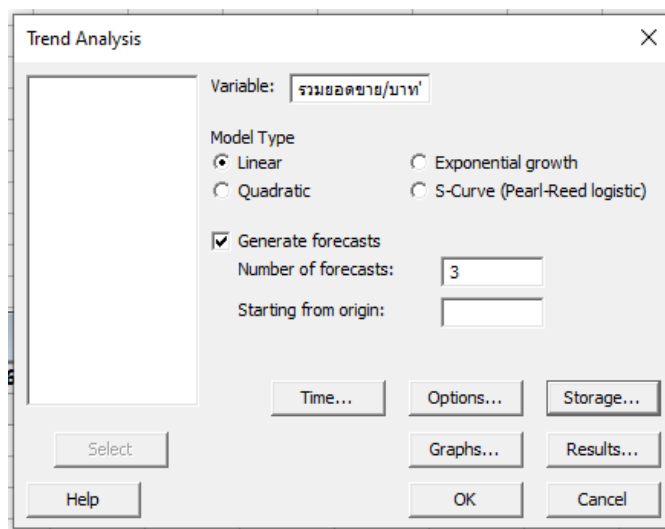 Trend Analysis
Variable: รวมยอดขาย/บาท'
Model Type
Linear
Exponential growth
Quadratic
S-Curve (Pearl-Reed logistic)
Generate forecasts
Number of forecasts: 3
Starting from origin:
Time... Options... Storage...
Select Graphs... Results...
Help OK Cancel